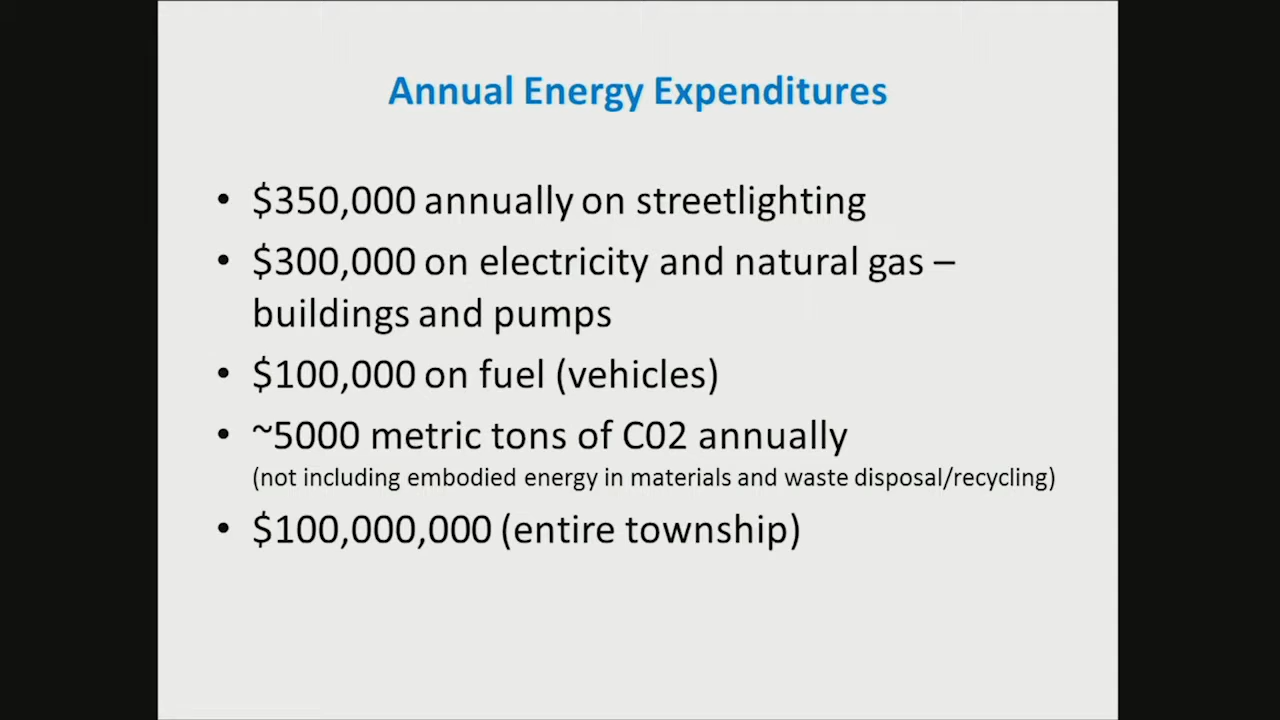 Annual Energy Expenditures
• $350,000 annually on streetlighting
• $300,000 on electricity and natural gas –
buildings and pumps
• $100,000 on fuel (vehicles)
• ~5000 metric tons of C02 annually
(not including embodied energy in materials and waste disposal/recycling)
• $100,000,000 (entire township)